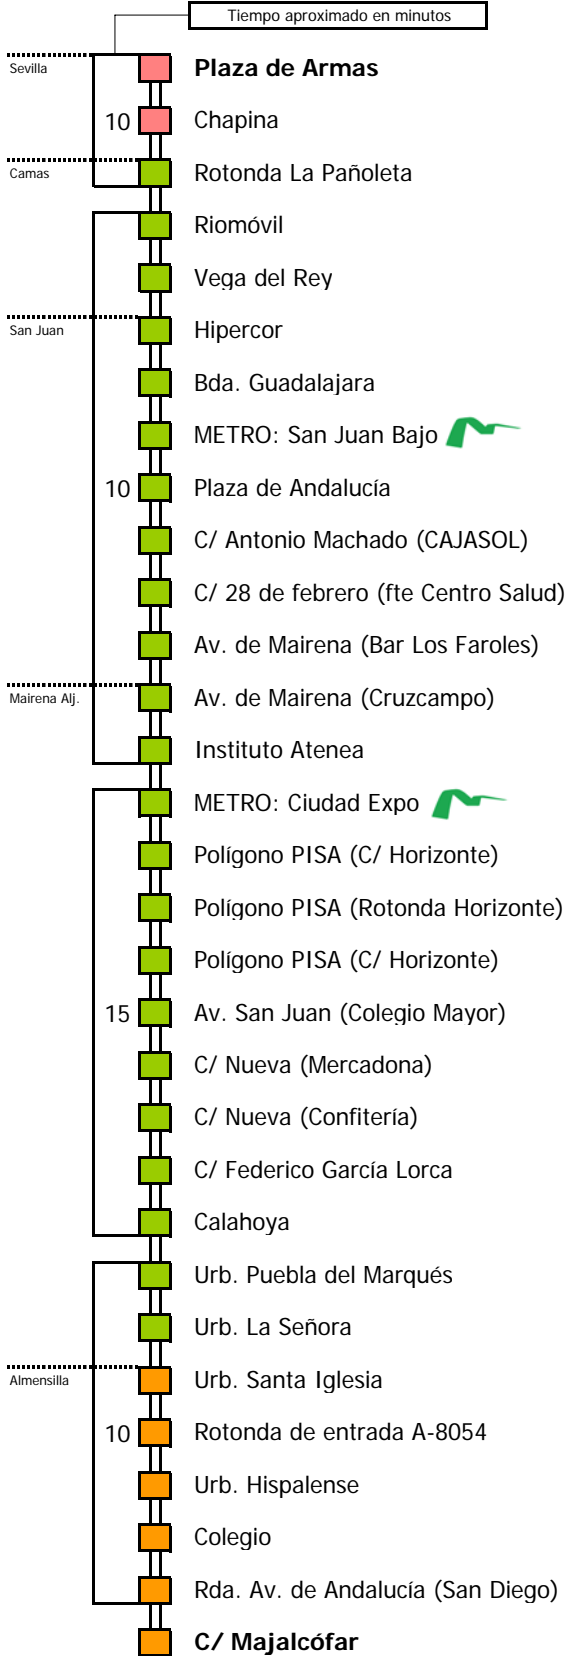 Tiempo aproximado en minutos
Sevilla
Plaza de Armas
10
Chapina
Camas
Rotonda La Pañoleta
Riomóvil
Vega del Rey
San Juan
Hipercor
Bda. Guadalajara
METRO: San Juan Bajo
10
Plaza de Andalucía
C/ Antonio Machado (CAJASOL)
C/ 28 de febrero (fte Centro Salud)
Av. de Mairena (Bar Los Faroles)
Mairena Alj.
Av. de Mairena (Cruzcampo)
Instituto Atenea
METRO: Ciudad Expo
Polígono PISA (C/ Horizonte)
Polígono PISA (Rotonda Horizonte)
Polígono PISA (C/ Horizonte)
15
Av. San Juan (Colegio Mayor)
C/ Nueva (Mercadona)
C/ Nueva (Confitería)
C/ Federico García Lorca
Calahoya
Urb. Puebla del Marqués
Urb. La Señora
Almensilla
Urb. Santa Iglesia
10
Rotonda de entrada A-8054
Urb. Hispalense
Colegio
Rda. Av. de Andalucía (San Diego)
C/ Majalcófar